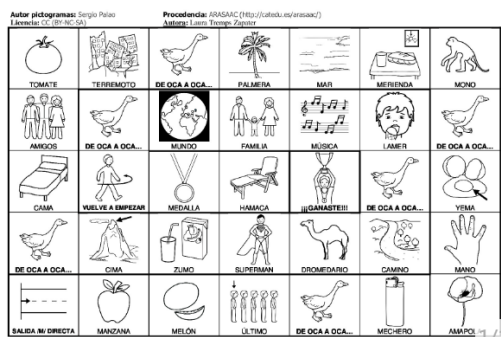 Autor pictogramas: Sergio Palao Procedencia: ARASAAC (http://catedu.es/arasaac/)
Licencia: CC (BY-NC-SA) Autora: Laura Tremps Zapater
TOMATE TERREMOTO DE OCA A OCA... PALMERA MAR MERIENDA MONO
AMIGOS DE OCA A OCA... MUNDO FAMILIA MÚSICA LAMER DE OCA A OCA...
CAMA VUELVE A EMPEZAR MEDALLA HAMACA ¡¡¡GANASTE!!! DE OCA A OCA... YEMA
DE OCA A OCA... CIMA ZUMO SUPERMAN DROMEDARIO CAMINO MANO
SALIDA /M/ DIRECTA MANZANA MELÓN ÚLTIMO DE OCA A OCA... MECHERO AMAPOL